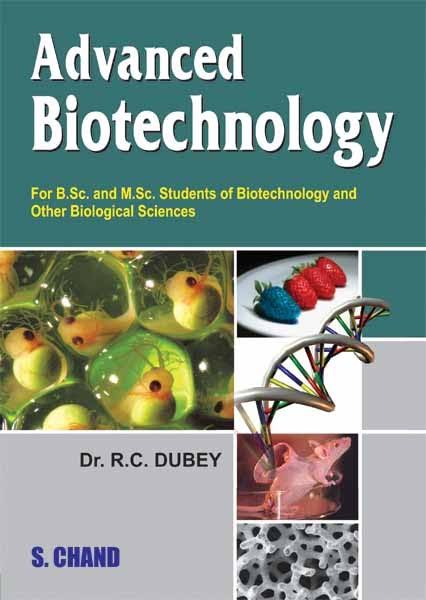 Advanced
Biotechnology
For B.Sc. and M.Sc. Students of Biotechnology and
Other Biological Sciences
Dr. R.C. DUBEY
S. CHAND